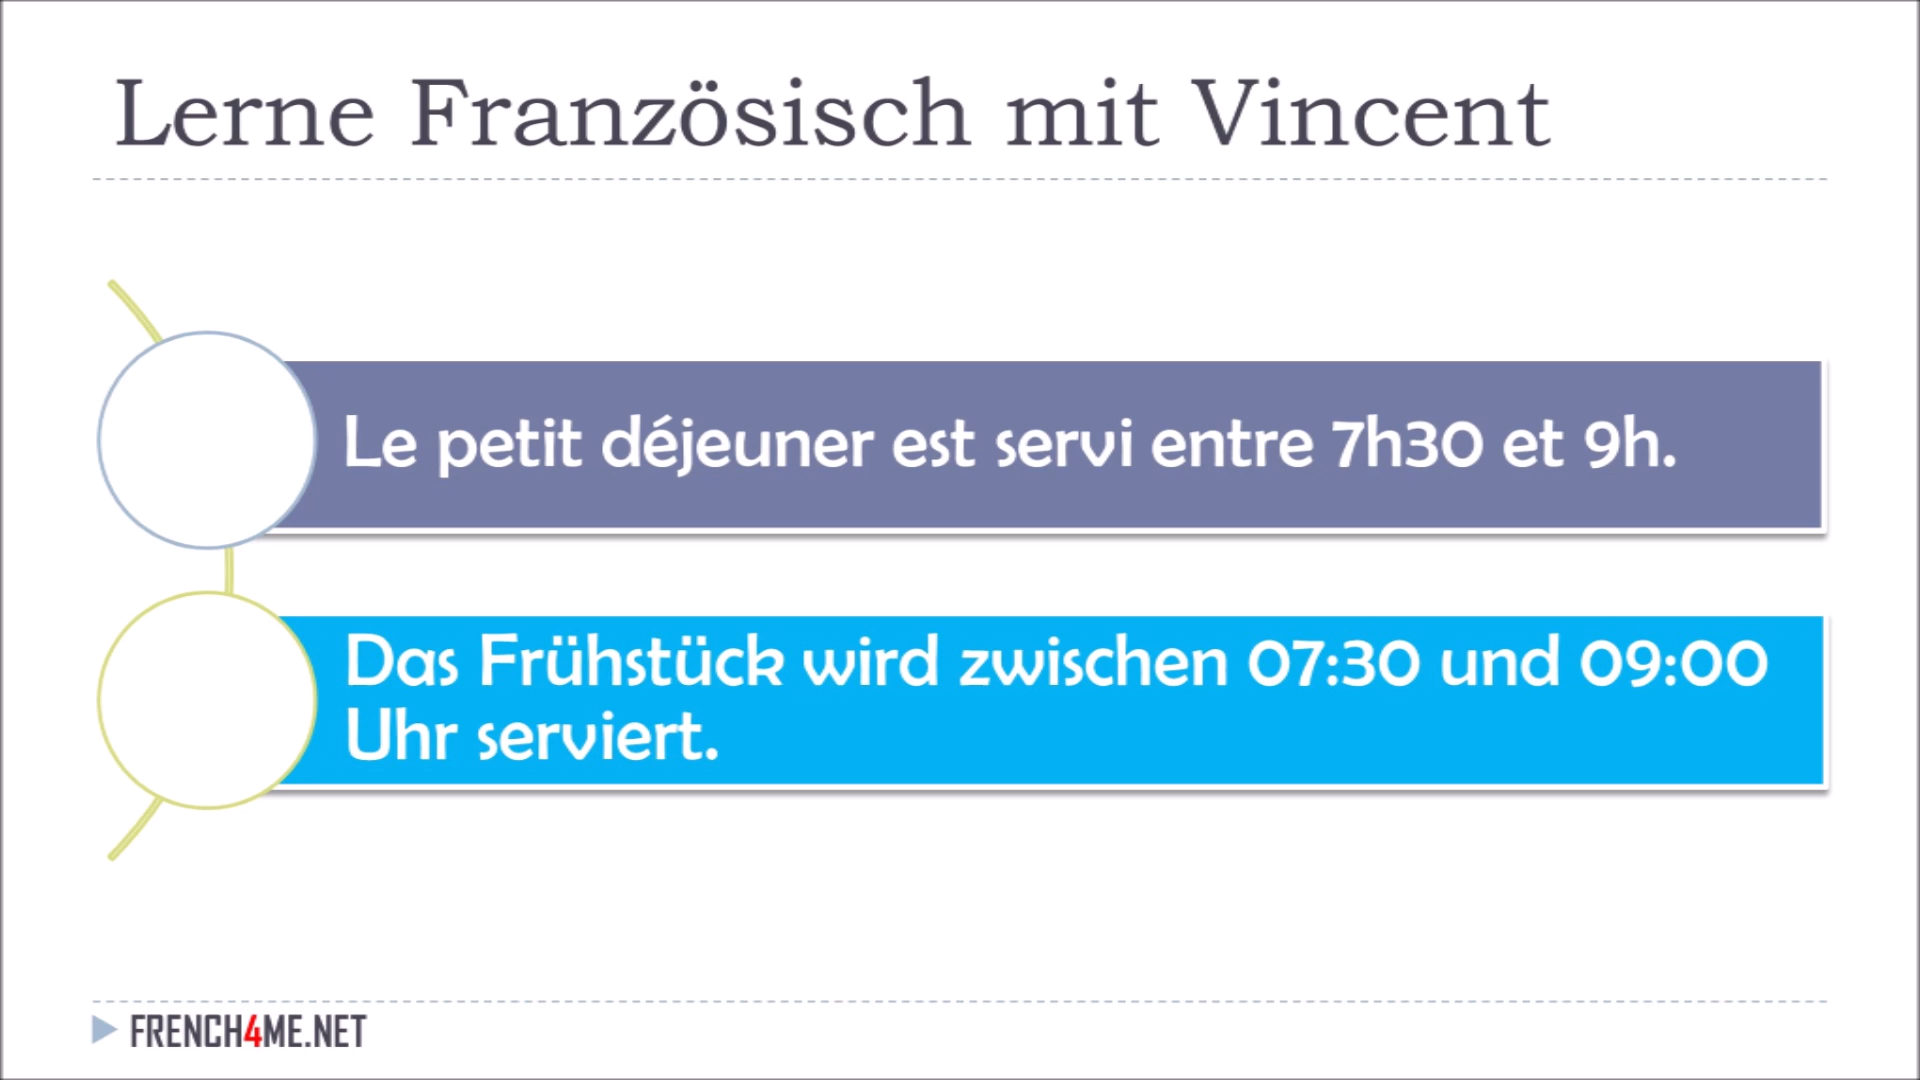 Lerne Französisch mit Vincent
Le petit déjeuner est servi entre 7h30 et 9h.
Das Frühstück wird zwischen 07:30 und 09:00
Uhr serviert.
FRENCH4ME.NET